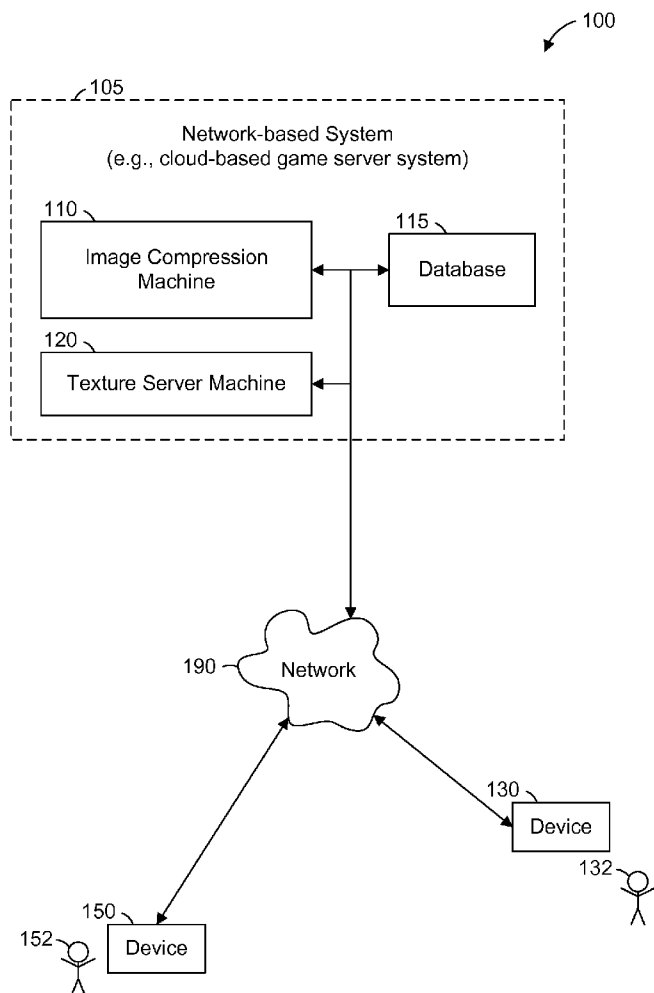 100
105
Network-based System
(e.g., cloud-based game server system)
110
Image Compression
Machine
115
Database
120
Texture Server Machine
190
Network
130
Device
132
150
Device
152